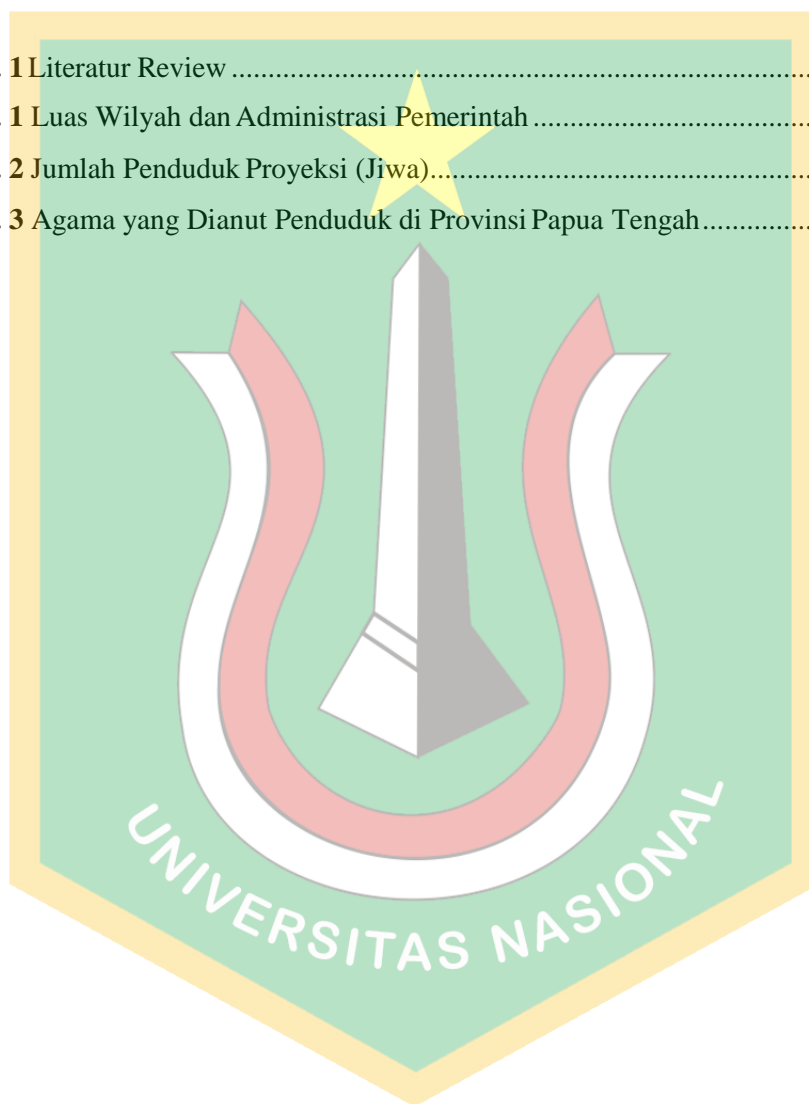 . 1 Literatur Review ...............................................................................
. 1 Luas Wilyah dan Administrasi Pemerintah ......................................
. 2 Jumlah Penduduk Proyeksi (Jiwa)...................................................
. 3 Agama yang Dianut Penduduk di Provinsi Papua Tengah...............
UNIVERSITAS NASIONAL